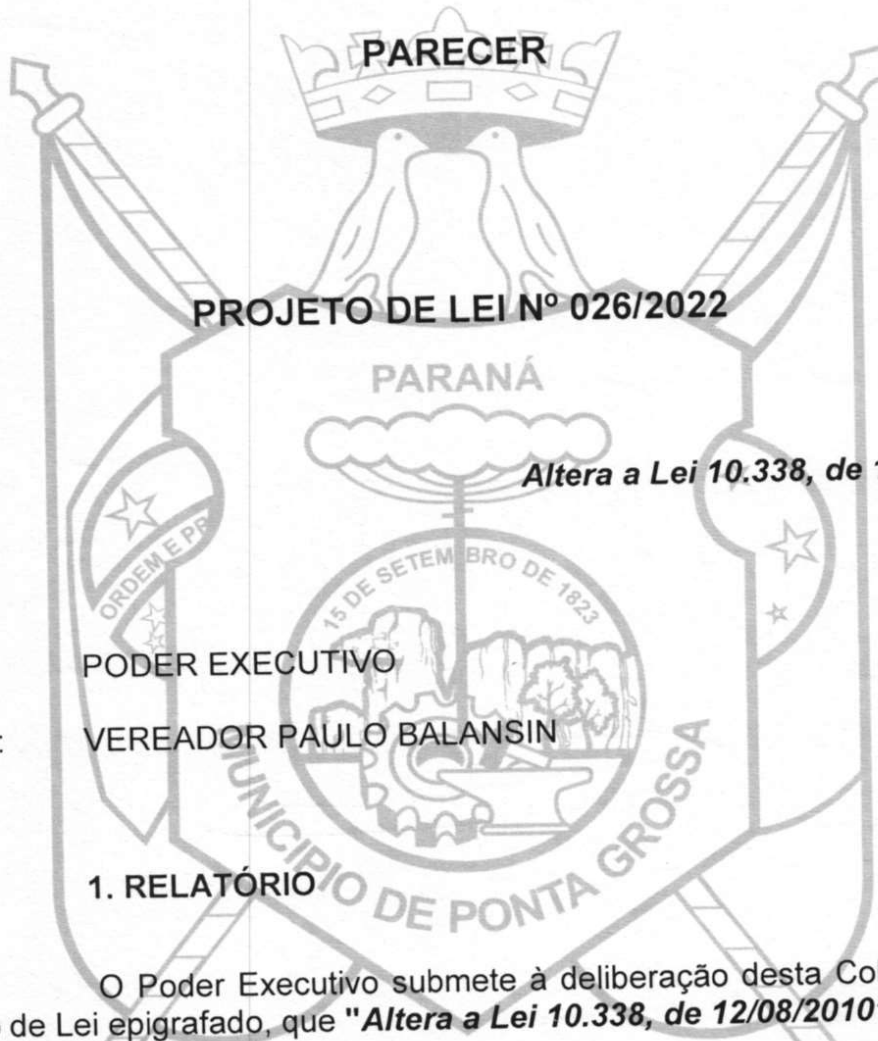 PARECER
PROJETO DE LEI Nº 026/2022
PARANÁ
Altera a Lei 10.338, de
ORDEM E PR
15 DE SETEMBRO DE 1823
PODER EXECUTIVO
: VEREADOR PAULO BALANSIN
MUNICIPIO DE PONTA GROSSA
1. RELATÓRIO
O Poder Executivo submete à deliberação desta Col
de Lei epigrafado, que "Altera a Lei 10.338, de 12/08/2010